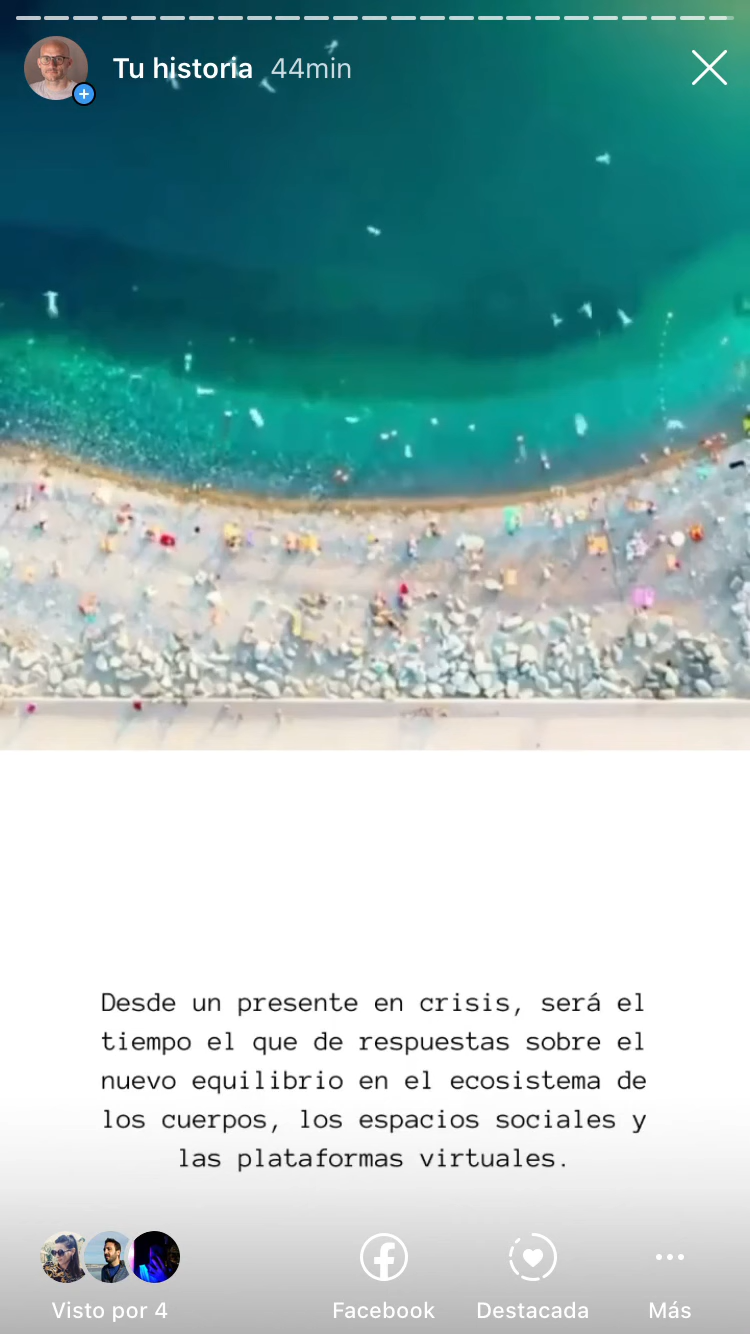 Tu historia 44min
Desde un presente en crisis, será el
tiempo el que de respuestas sobre el
nuevo equilibrio en el ecosistema de
los cuerpos, los espacios sociales y
las plataformas virtuales.
Visto por 4
Facebook
Destacada
Más